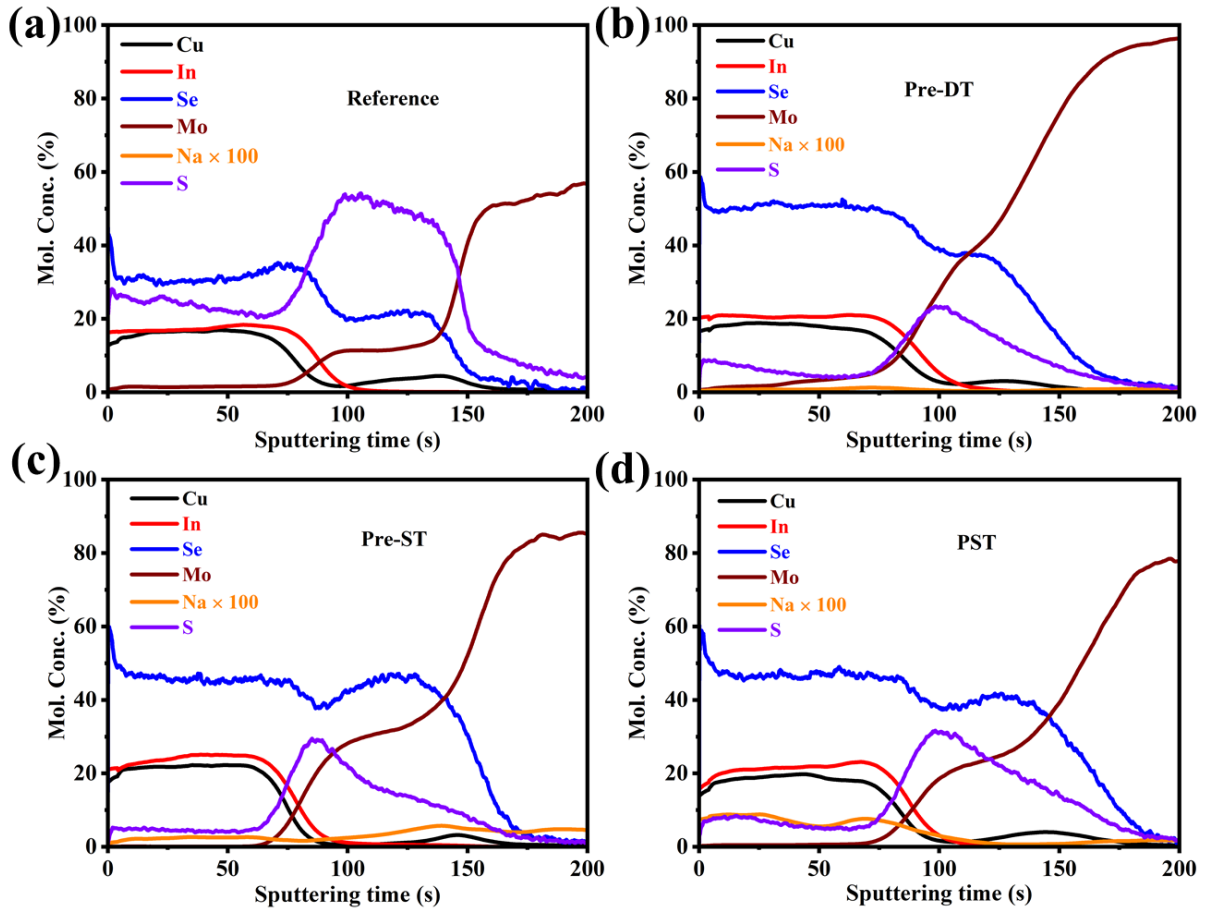 (a)
100
80
60
40
20
0
Mol. Conc. (%)
Cu
In
Se
Mo
Na × 100
S
Reference
0 50 100 150 200
Sputtering time (s)
(b)
100
80
60
40
20
0
Mol. Conc. (%)
Cu
In
Se
Mo
Na × 100
S
Pre-DT
0 50 100 150 200
Sputtering time (s)
(c)
100
80
60
40
20
0
Mol. Conc. (%)
Cu
In
Se
Mo
Na × 100
S
Pre-ST
0 50 100 150 200
Sputtering time (s)
(d)
100
80
60
40
20
0
Mol. Conc. (%)
Cu
In
Se
Mo
Na × 100
S
PST
0 50 100 150 200
Sputtering time (s)